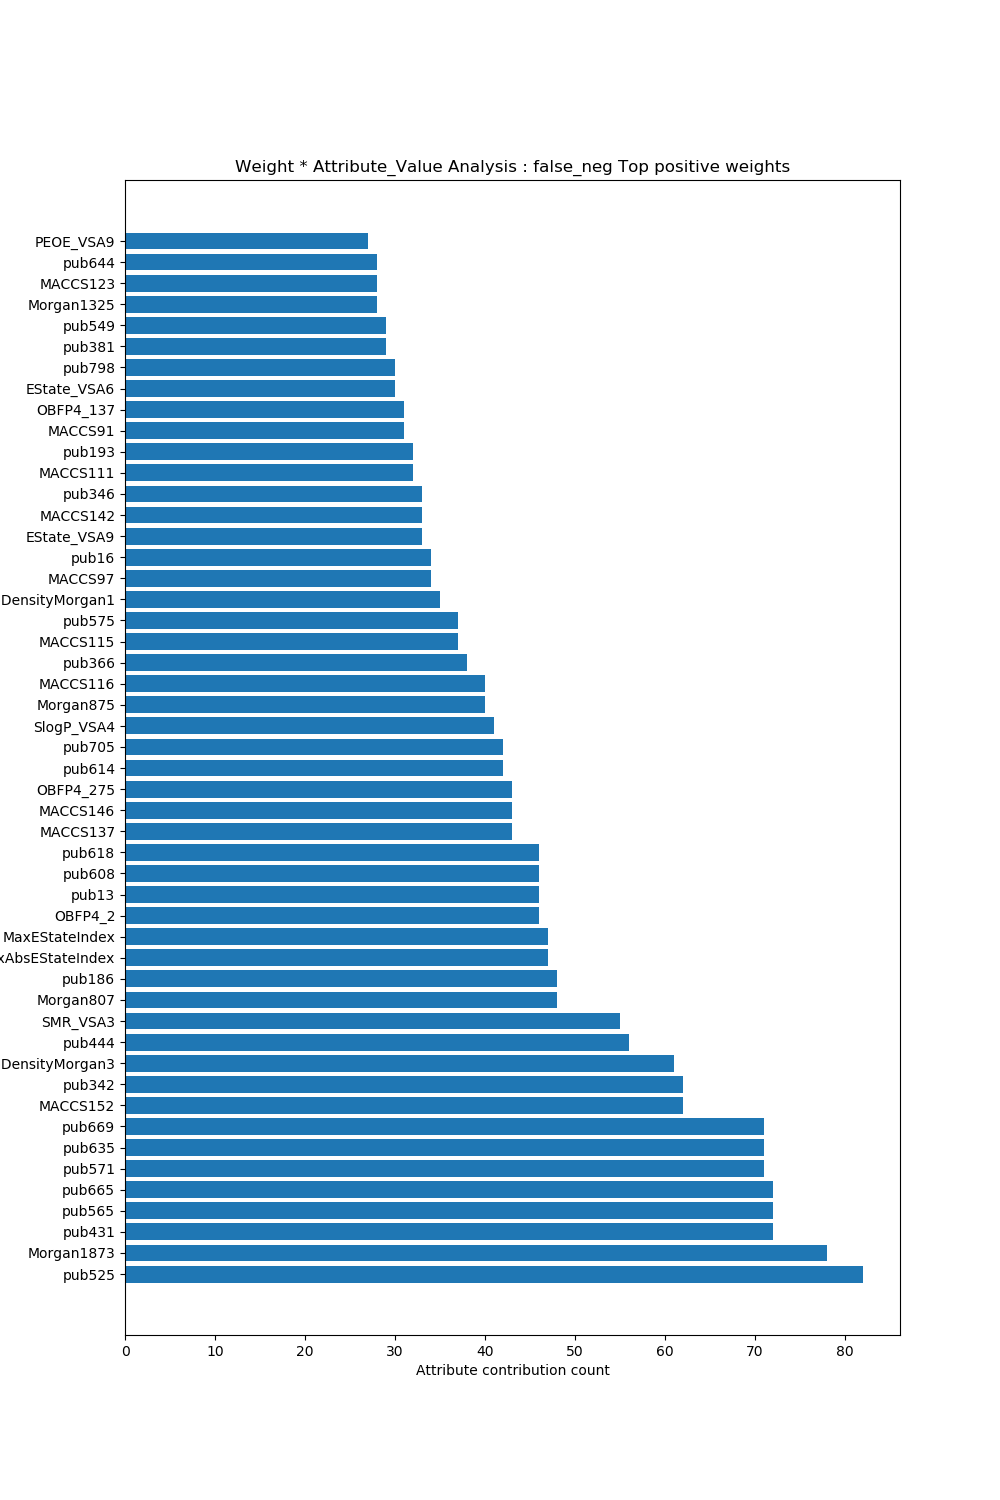 Weight * Attribute_Value Analysis : false_neg Top positive weights
PEOE_VSA9
pub644
MACCS123
Morgan1325
pub549
pub381
pub798
EState_VSA6
OBFP4_137
MACCS91
pub193
MACCS111
pub346
MACCS142
EState_VSA9
pub16
MACCS97
DensityMorgan1
pub575
MACCS115
pub366
MACCS116
Morgan875
SlogP_VSA4
pub705
pub614
OBFP4_275
MACCS146
MACCS137
pub618
pub608
pub13
OBFP4_2
MaxEStateIndex
xAbsEStateIndex
pub186
Morgan807
SMR_VSA3
pub444
DensityMorgan3
pub342
MACCS152
pub669
pub635
pub571
pub665
pub565
pub431
Morgan1873
pub525
0 10 20 30 40 50 60 70 80
Attribute contribution count